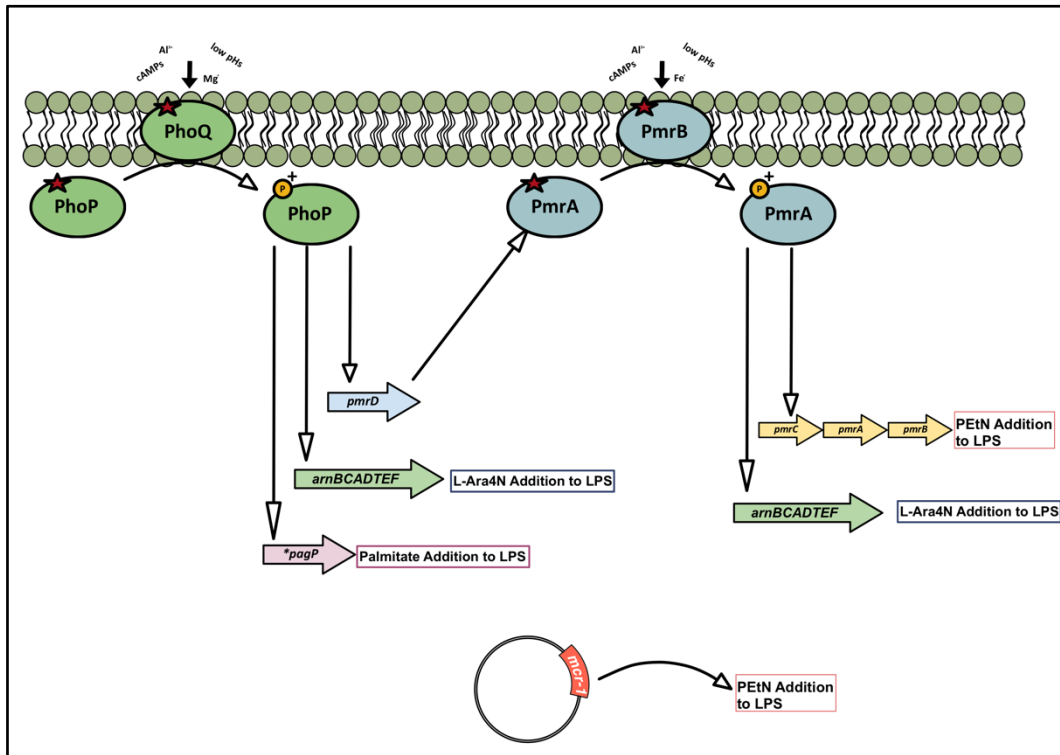 Al³⁺
low pHs
cAMPs
Mg⁻
Al³⁺
low pHs
cAMPs
Fe⁻
PhoQ
PmrB
PhoP
P
+
PhoP
PmrA
P
+
PmrA
pmrD
pmrC
pmrA
pmrB
PEtN Addition
to LPS
arnBCADTEF
L-Ara4N Addition to LPS
arnBCADTEF
L-Ara4N Addition to LPS
*pagP
Palmitate Addition to LPS
mcr-1
PEtN Addition
to LPS